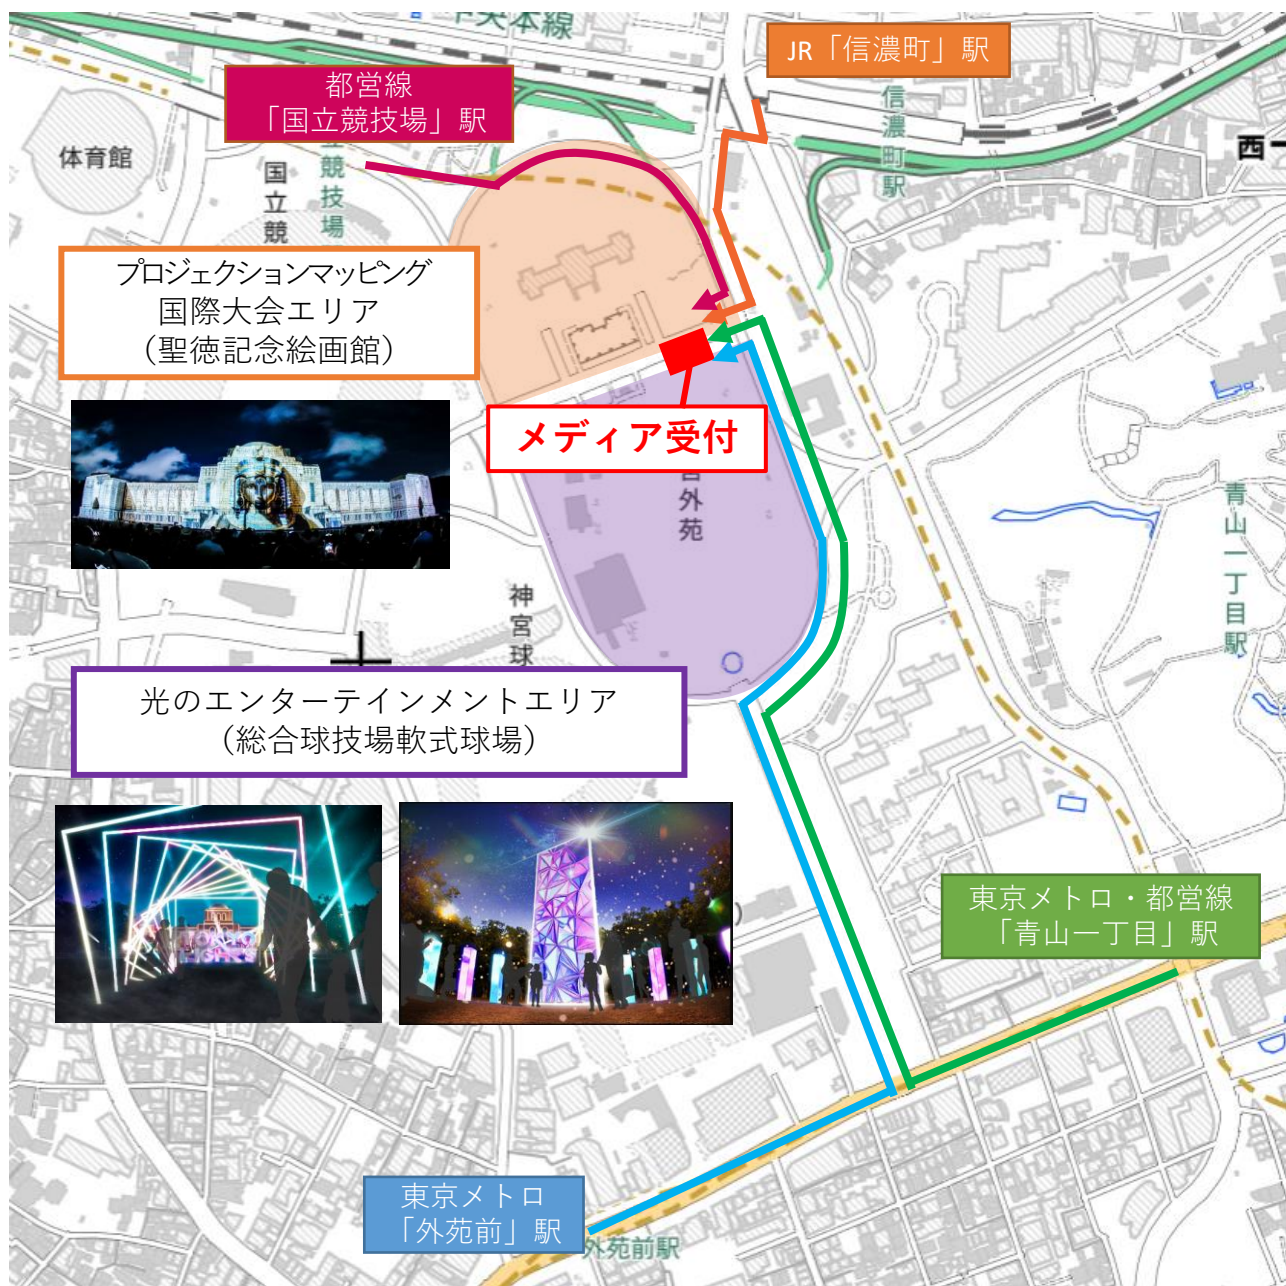 中央本線
JR「信濃町」駅
都営線
「国立競技場」駅
体育館
国立競
立競技場
信濃町駅
西一
プロジェクションマッピング
国際大会エリア
（聖徳記念絵画館）
メディア受付
宮外苑
青山一丁目駅
神宮球
光のエンターテインメントエリア
（総合球技場軟式球場）
東京メトロ・都営線
「青山一丁目」駅
東京メトロ
「外苑前」駅
外苑前駅